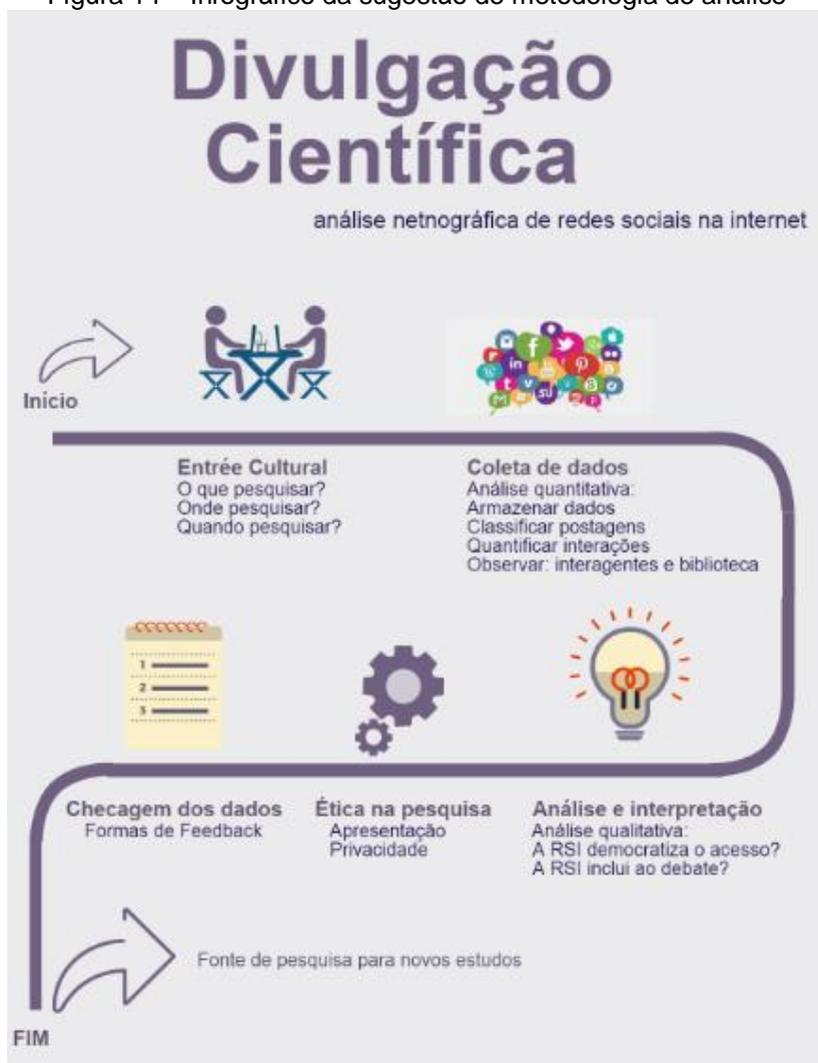 Divulgação
Científica
análise netnográfica de redes sociais na internet
Início
Entrée Cultural
O que pesquisar?
Onde pesquisar?
Quando pesquisar?
Coleta de dados
Análise quantitativa:
Armazenar dados
Classificar postagens
Quantificar interações
Observar: interagentes e biblioteca
1
2
3
Checagem dos dados
Formas de Feedback
Ética na pesquisa
Apresentação
Privacidade
Análise e interpretação
Análise qualitativa:
A RSI democratiza o acesso?
A RSI inclui ao debate?
Fonte de pesquisa para novos estudos
FIM